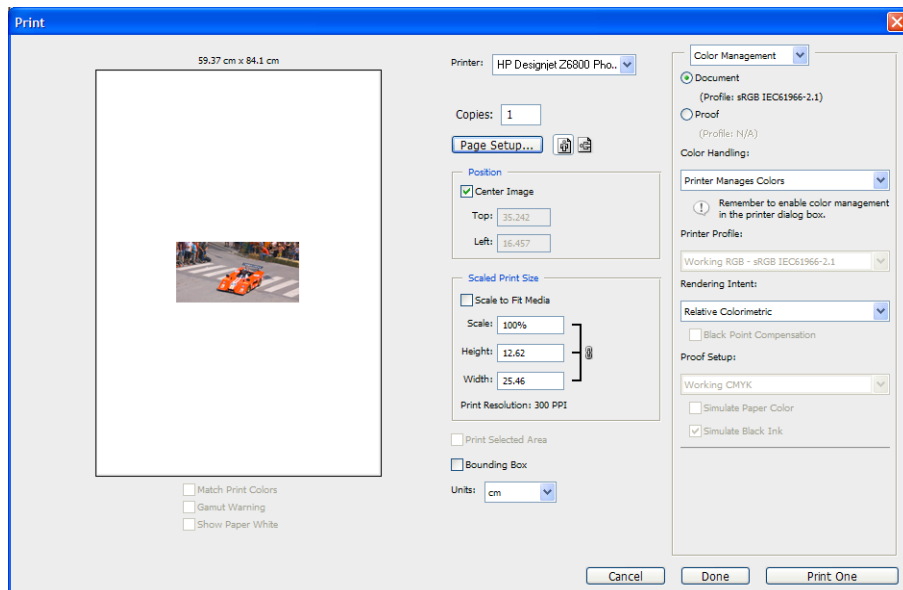 Print
59.37 cm x 84.1 cm
Match Print Colors
Gamut Warning
Show Paper White
Printer: HP Designjet Z6800 Pho..
Copies: 1
Page Setup...
Position
Center Image
Top: 35.242
Left: 16.457
Scaled Print Size
Scale to Fit Media
Scale: 100%
Height: 12.62
Width: 25.46
Print Resolution: 300 PPI
Print Selected Area
Bounding Box
Units: cm
Color Management
Document
(Profile: sRGB IEC61966-2.1)
Proof
(Profile: N/A)
Color Handling:
Printer Manages Colors
Remember to enable color management
in the printer dialog box.
Printer Profile:
Working RGB - sRGB IEC61966-2.1
Rendering Intent:
Relative Colorimetric
Black Point Compensation
Proof Setup:
Working CMYK
Simulate Paper Color
Simulate Black Ink
Cancel
Done
Print One